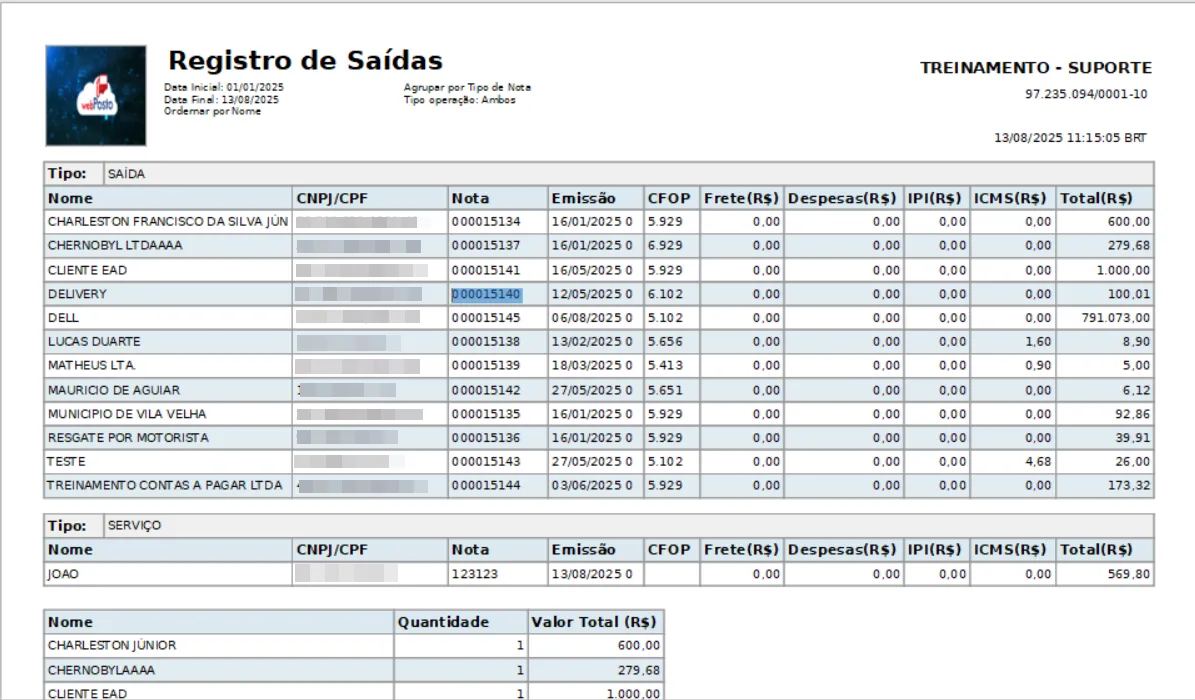 Registro de Saídas
TREINAMENTO - SUPORTE
Data Inicial: 01/01/2025 Agrupar por Tipo de Nota
97.235.094/0001-10
Data Final: 13/08/2025 Tipo operação: Ambos
Ordernar por Nome
webPosto
13/08/2025 11:15:05 BRT
Tipo: SAÍDA
Nome CNPJ/CPF Nota Emissão CFOP Frete(R$) Despesas(R$) IPI(R$) ICMS(R$) Total(R$)
CHARLESTON FRANCISCO DA SILVA JÚN 000015134 16/01/2025 0 5.929 0,00 0,00 0,00 0,00 600,00
CHERNOBYL LTDAAAA 000015137 16/01/2025 0 6.929 0,00 0,00 0,00 0,00 279,68
CLIENTE EAD 000015141 16/05/2025 0 5.929 0,00 0,00 0,00 0,00 1.000,00
DELIVERY 000015140 12/05/2025 0 6.102 0,00 0,00 0,00 0,00 100,01
DELL 000015145 06/08/2025 0 5.102 0,00 0,00 0,00 0,00 791.073,00
LUCAS DUARTE 000015138 13/02/2025 0 5.656 0,00 0,00 0,00 1,60 8,90
MATHEUS LTA. 000015139 18/03/2025 0 5.413 0,00 0,00 0,00 0,90 5,00
MAURICIO DE AGUIAR 000015142 27/05/2025 0 5.651 0,00 0,00 0,00 0,00 6,12
MUNICIPIO DE VILA VELHA 000015135 16/01/2025 0 5.929 0,00 0,00 0,00 0,00 92,86
RESGATE POR MOTORISTA 000015136 16/01/2025 0 5.929 0,00 0,00 0,00 0,00 39,91
TESTE 000015143 27/05/2025 0 5.102 0,00 0,00 0,00 4,68 26,00
TREINAMENTO CONTAS A PAGAR LTDA 000015144 03/06/2025 0 5.929 0,00 0,00 0,00 0,00 173,32
Tipo: SERVIÇO
Nome CNPJ/CPF Nota Emissão CFOP Frete(R$) Despesas(R$) IPI(R$) ICMS(R$) Total(R$)
JOAO 123123 13/08/2025 0 0,00 0,00 0,00 0,00 569,80
Nome Quantidade Valor Total (R$)
CHARLESTON JÚNIOR 1 600,00
CHERNOBYLAAAA 1 279,68
CLIENTE EAD 1 1.000,00